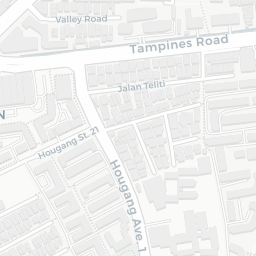 Valley Road
Tampines Road
Jalan Teliti
N
Hougang St. 21
Hougang Ave. 1